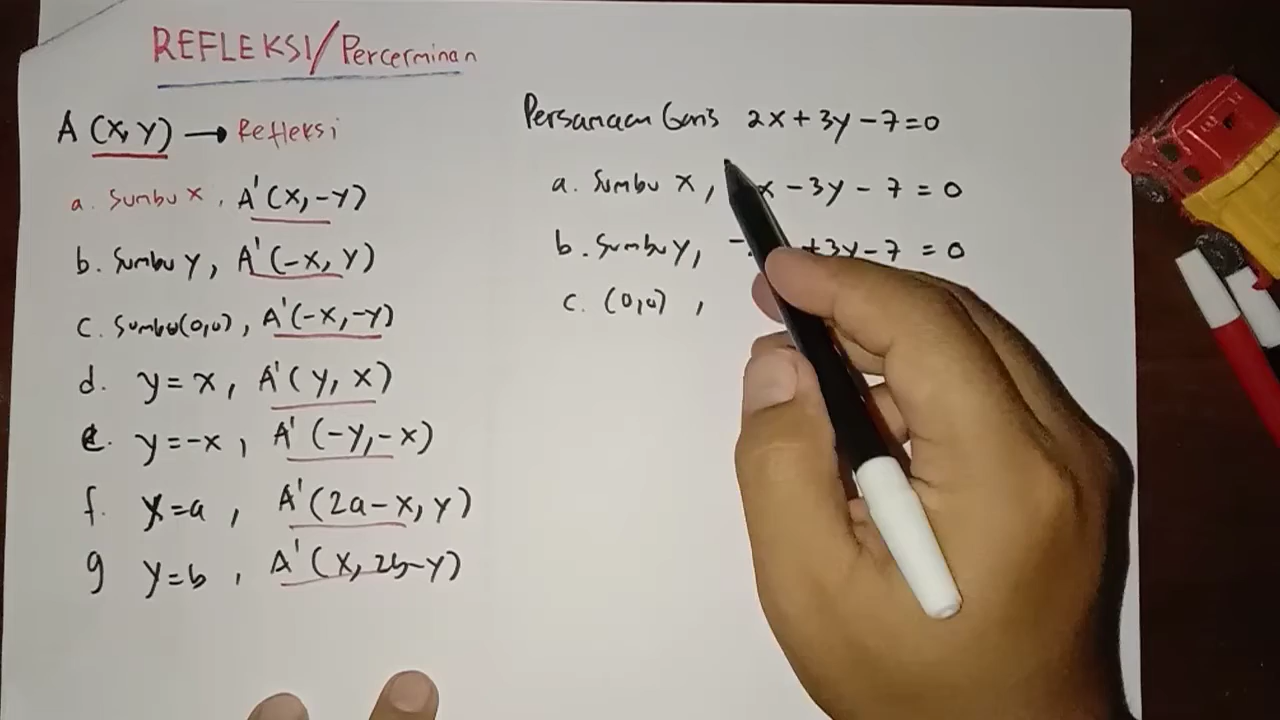 REFLEKSI/Percerminan
A (X, Y) → Refleksi
a. Sumbu X, A'(X, -Y)
b. Sumbu Y, A'(-X, Y)
c. Sumbu (0,0), A'(-X, -Y)
d. y = x, A'(y, x)
e. y = -x, A'(-y, -x)
f. x = a, A'(2a - x, y)
g y = b, A'(x, 2b - y)
Persamaan Garis 2x + 3y - 7 = 0
a. Sumbu x, x - 3y - 7 = 0
b. Sumbu y, - + 3y - 7 = 0
c. (0,0),